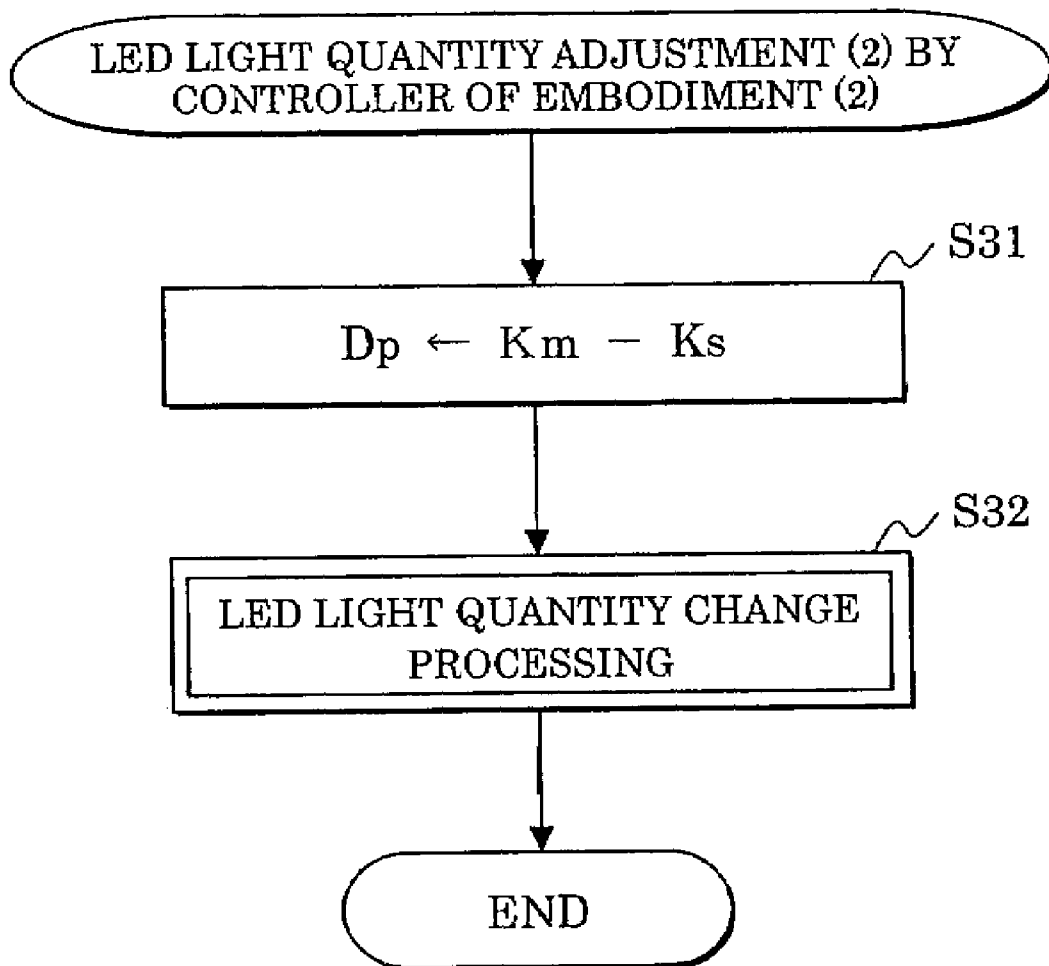 LED LIGHT QUANTITY ADJUSTMENT (2) BY
CONTROLLER OF EMBODIMENT (2)
S31
Dp ← Km − Ks
S32
LED LIGHT QUANTITY CHANGE
PROCESSING
END